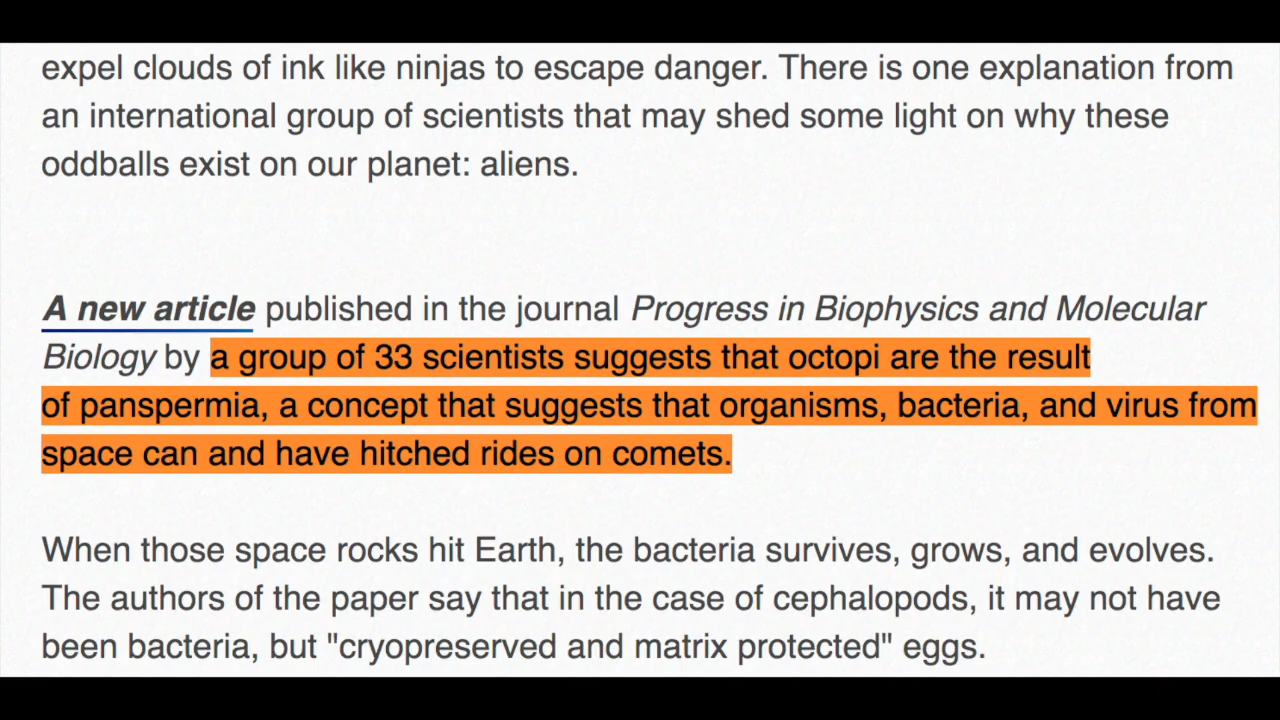 expel clouds of ink like ninjas to escape danger. There is one explanation from
an international group of scientists that may shed some light on why these
oddballs exist on our planet: aliens.
A new article published in the journal Progress in Biophysics and Molecular
Biology by a group of 33 scientists suggests that octopi are the result
of panspermia, a concept that suggests that organisms, bacteria, and virus from
space can and have hitched rides on comets.
When those space rocks hit Earth, the bacteria survives, grows, and evolves.
The authors of the paper say that in the case of cephalopods, it may not have
been bacteria, but "cryopreserved and matrix protected" eggs.